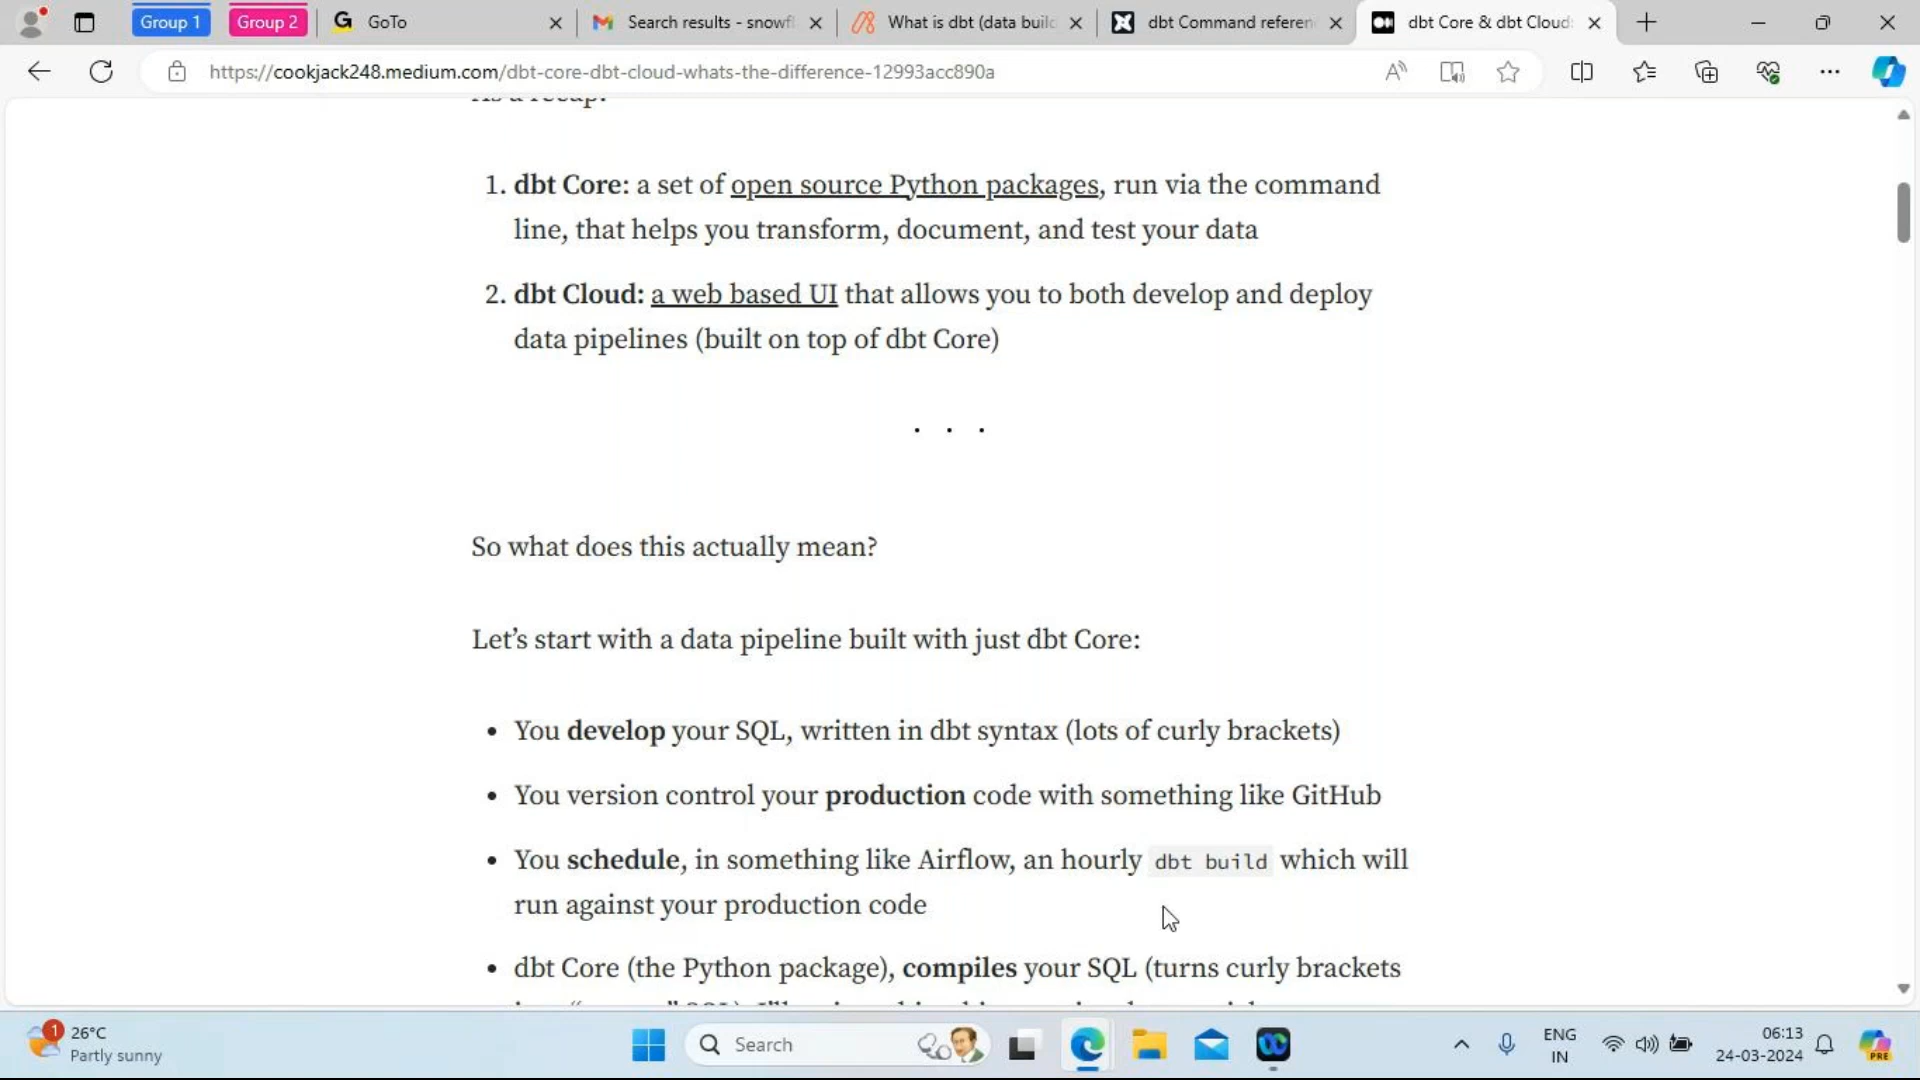 Group 1
Group 2
GoTo
Search results - snowfl
What is dbt (data build
dbt Command referen
dbt Core & dbt Cloud:
https://cookjack248.medium.com/dbt-core-dbt-cloud-whats-the-difference-12993acc890a
As a recap:
1. dbt Core: a set of open source Python packages, run via the command
line, that helps you transform, document, and test your data
2. dbt Cloud: a web based UI that allows you to both develop and deploy
data pipelines (built on top of dbt Core)
. . .
So what does this actually mean?
Let’s start with a data pipeline built with just dbt Core:
• You develop your SQL, written in dbt syntax (lots of curly brackets)
• You version control your production code with something like GitHub
• You schedule, in something like Airflow, an hourly dbt build which will
run against your production code
• dbt Core (the Python package), compiles your SQL (turns curly brackets
1
26°C
Partly sunny
Search
ENG
IN
06:13
24-03-2024
PRE